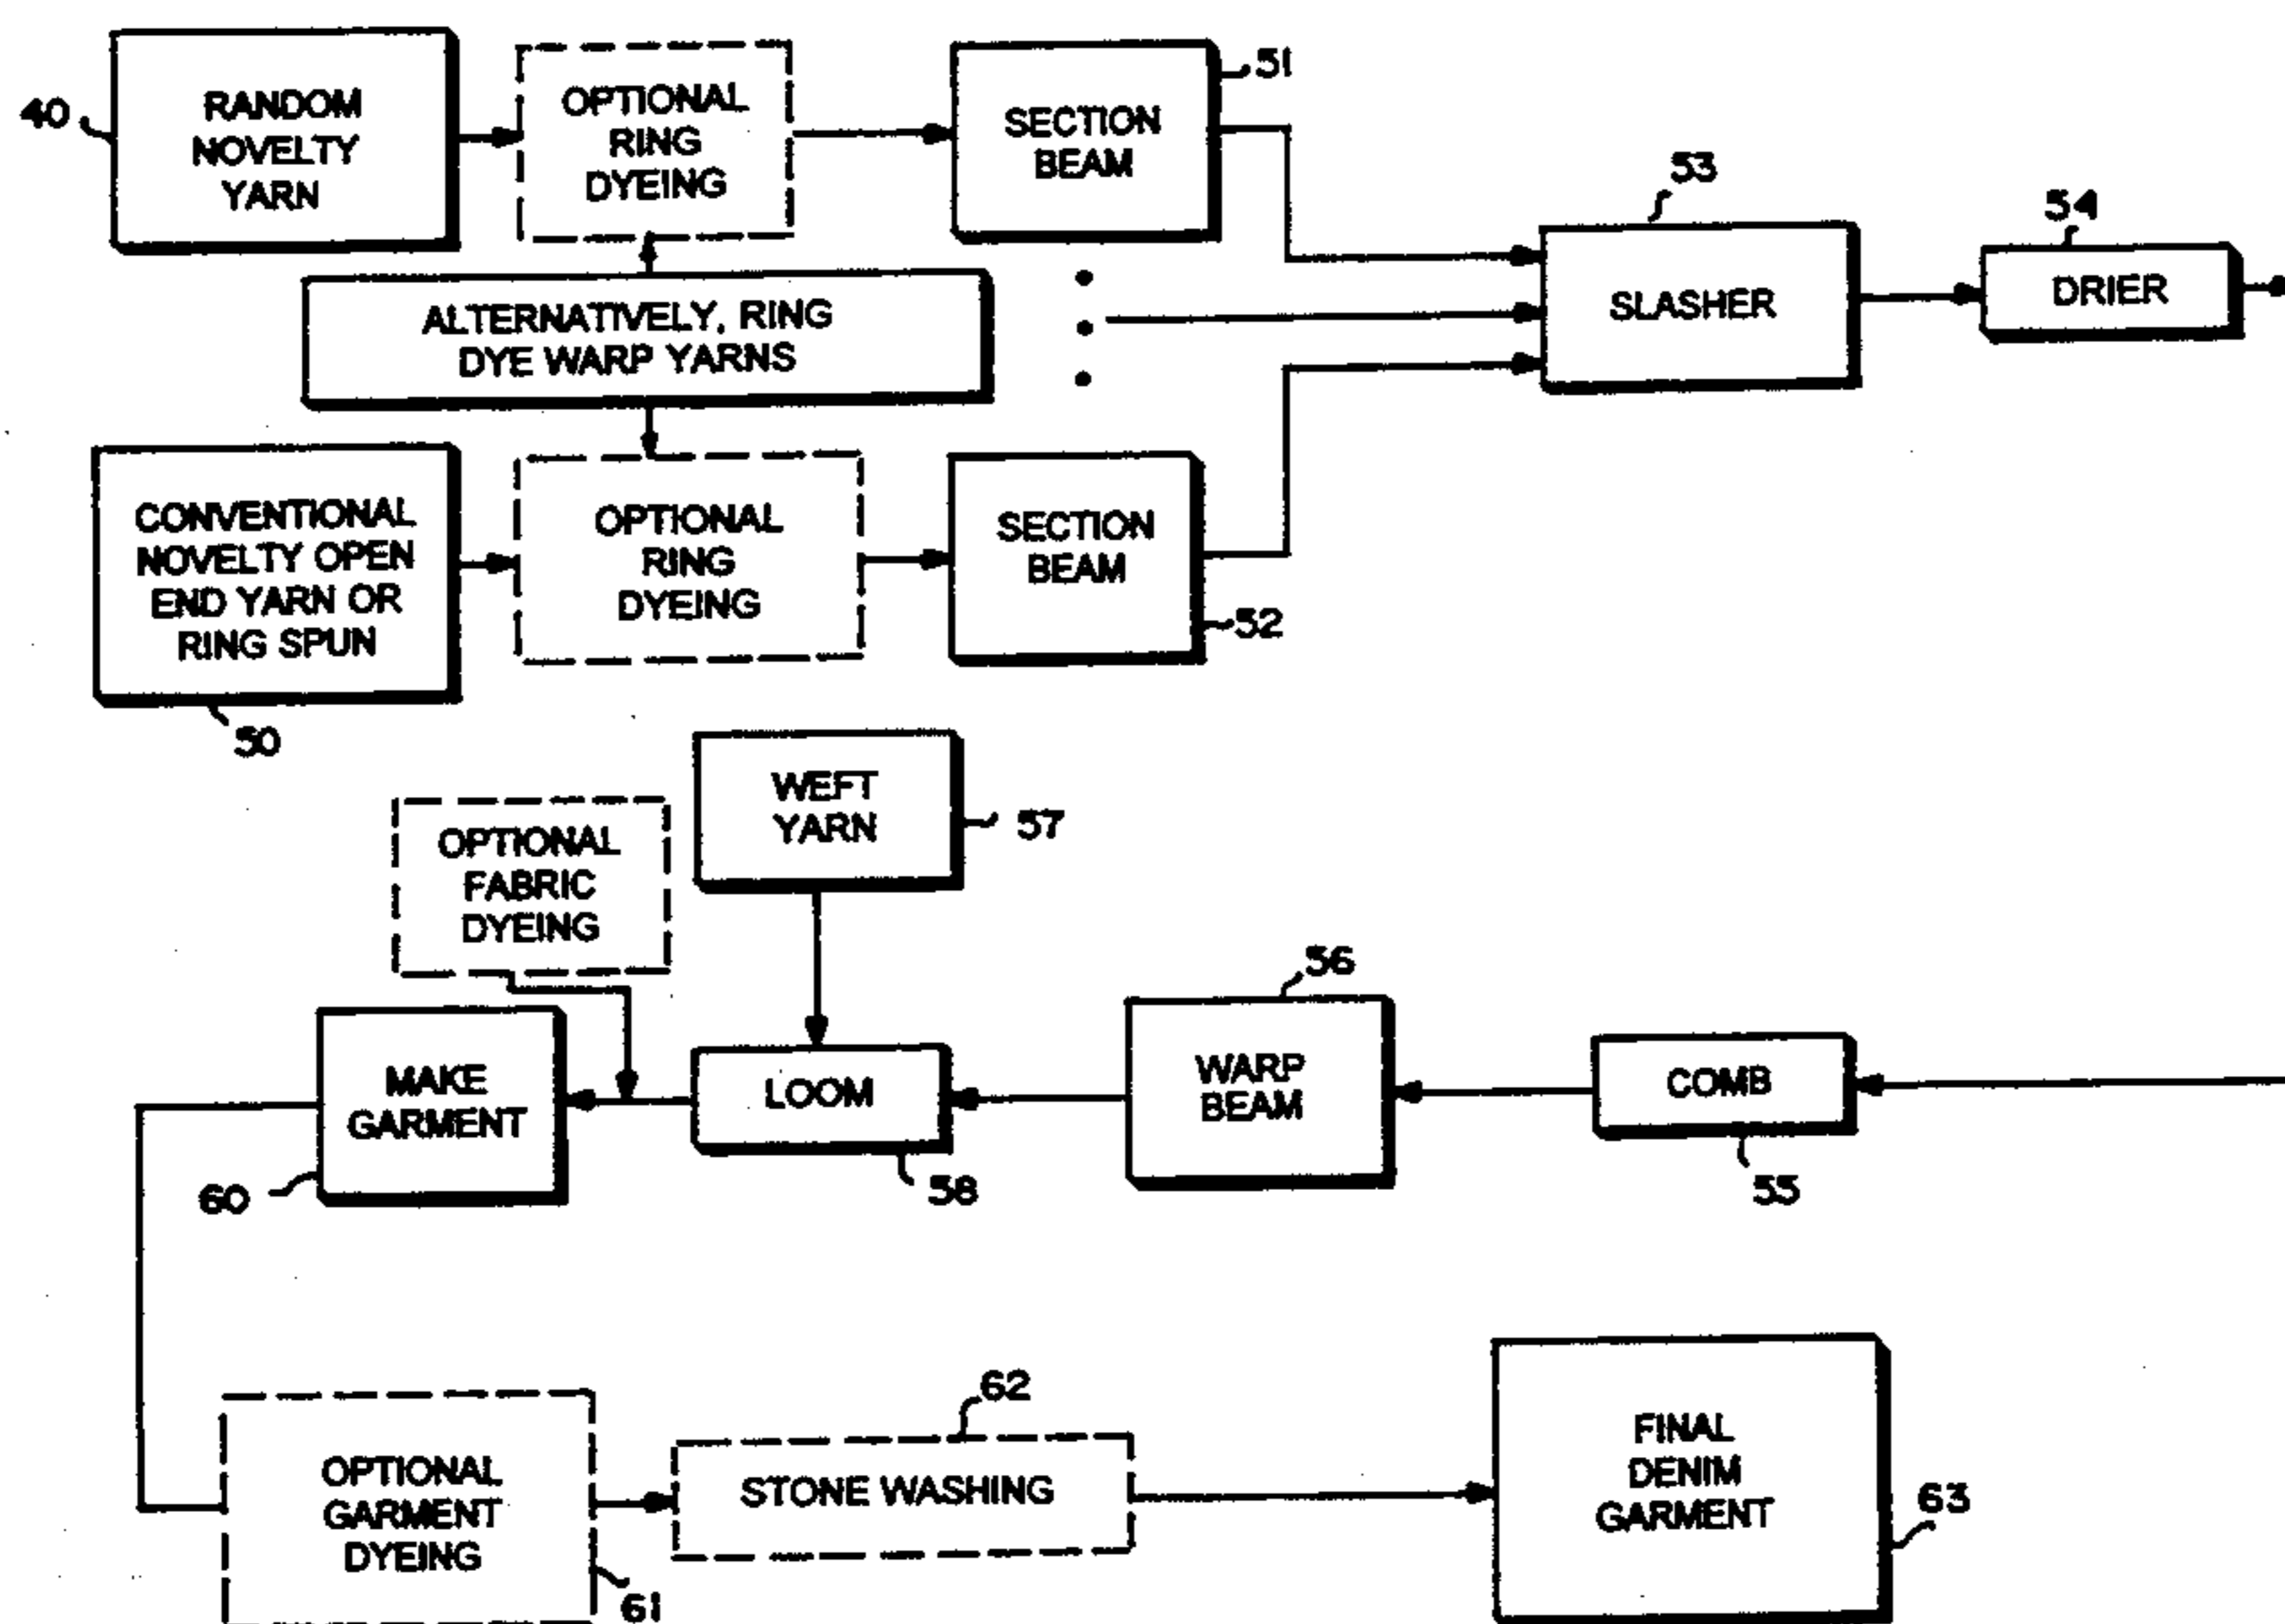 40
RANDOM
NOVELTY
YARN
OPTIONAL
RING
DYEING
SECTION
BEAM
51
53
SLASHER
54
DRIER
ALTERNATIVELY, RING
DYE WARP YARNS
CONVENTIONAL
NOVELTY OPEN
END YARN OR
RING SPUN
50
OPTIONAL
RING
DYEING
SECTION
BEAM
52
WEFT
YARN
57
OPTIONAL
FABRIC
DYEING
MAKE
GARMENT
60
LOOM
58
56
WARP
BEAM
COMB
55
OPTIONAL
GARMENT
DYEING
61
62
STONE WASHING
FINAL
DENIM
GARMENT
63